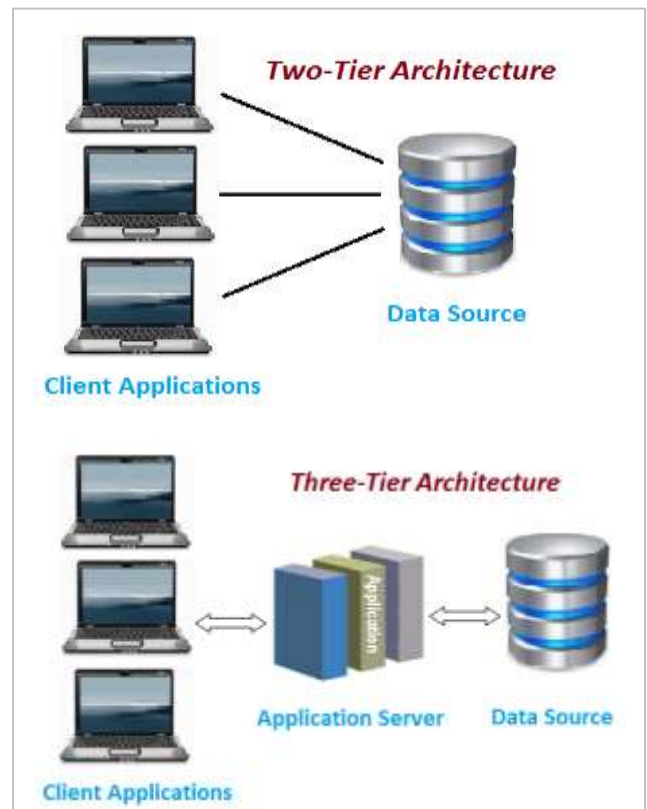 Two-Tier Architecture
Data Source
Client Applications
Three-Tier Architecture
Application
Application Server
Data Source
Client Applications